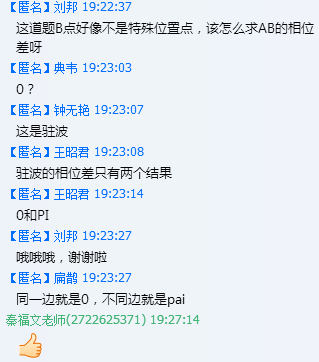 【匿名】刘邦 19:22:37
这道题B点好像不是特殊位置点，该怎么求AB的相位
差呀
【匿名】典韦 19:23:03
0？
【匿名】钟无艳 19:23:07
这是驻波
【匿名】王昭君 19:23:08
驻波的相位差只有两个结果
【匿名】王昭君 19:23:14
0和PI
【匿名】刘邦 19:23:27
哦哦哦，谢谢啦
【匿名】扁鹊 19:23:27
同一边就是0，不同边就是pai
秦福文老师(2722625371) 19:27:14